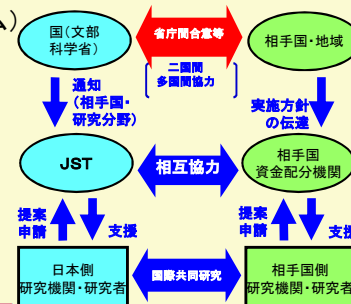 ム)
国(文部
科学省)
省庁間合意等
相手国・地域
二国間
多国間協力
通知
(相手国・
研究分野)
実施方針
の伝達
JST
相互協力
相手国
資金配分機関
提案
申請
支援
提案
申請
支援
日本側
研究機関・研究者
国際共同研究
相手国側
研究機関・研究者